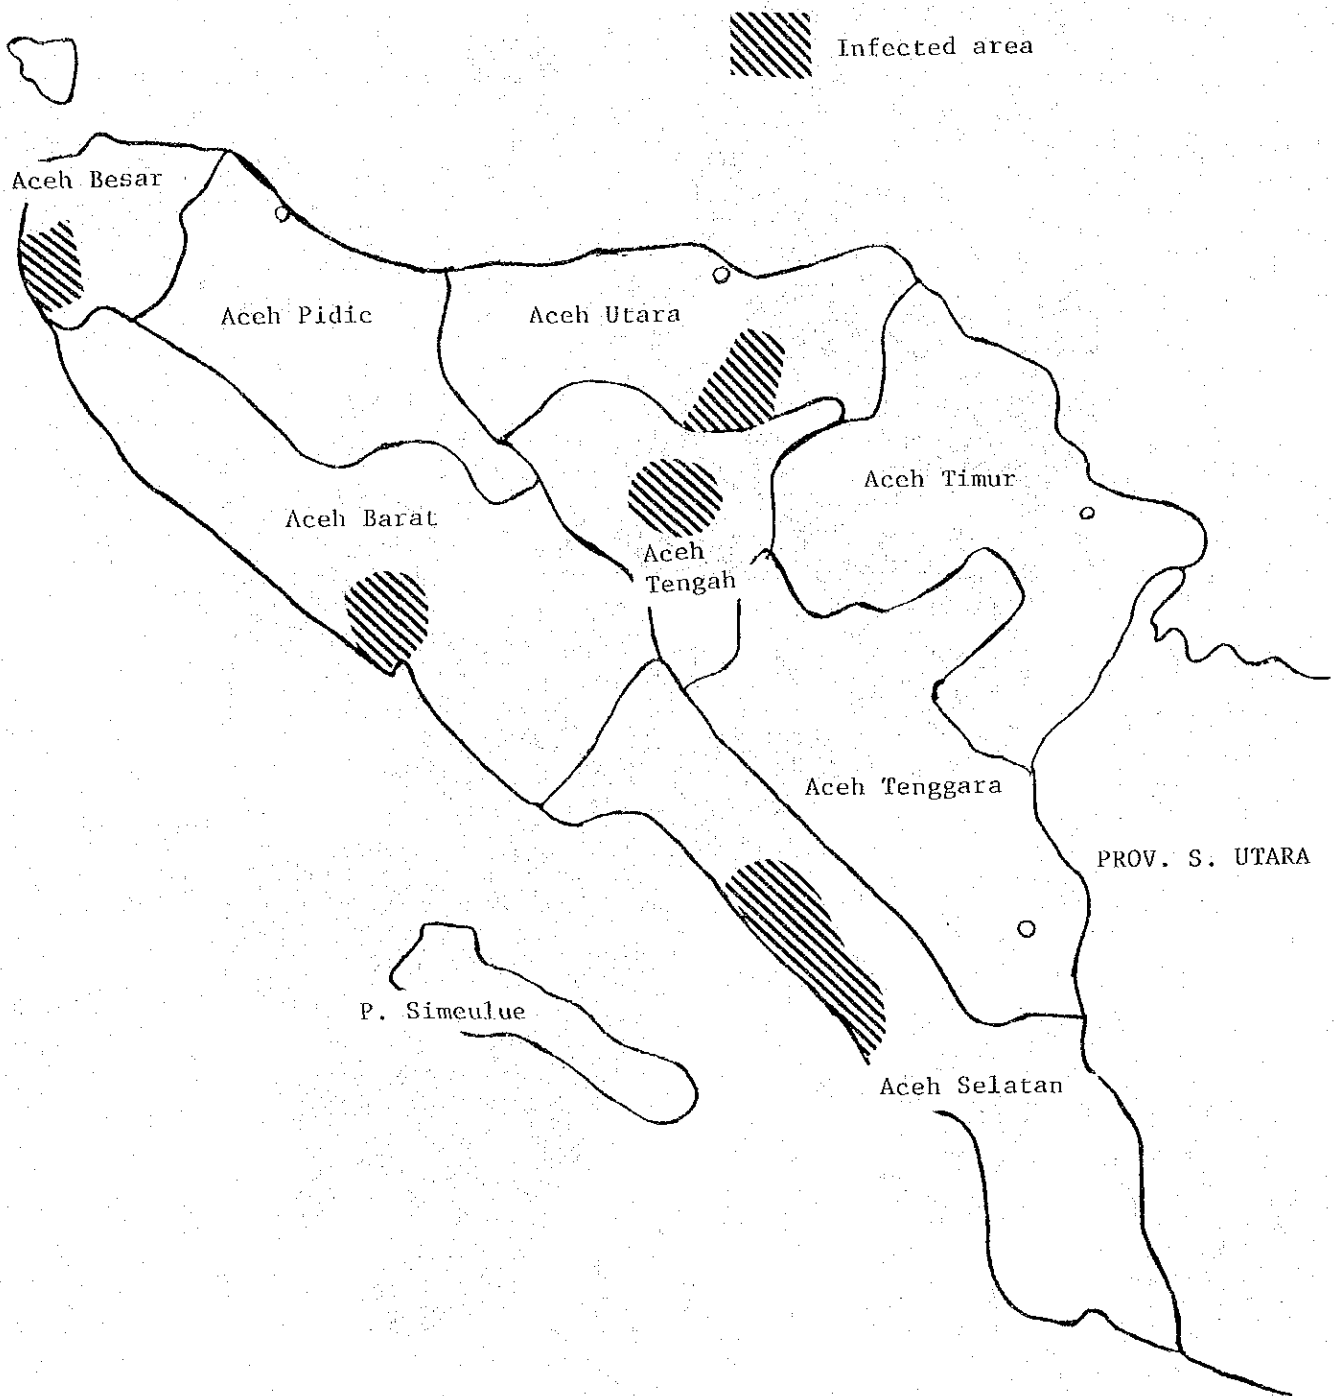 Infected area
Aceh Besar
Aceh Pidie
Aceh Utara
Aceh Timur
Aceh Barat
Aceh
Tengah
Aceh Tenggara
PROV. S. UTARA
P. Simeulue
Aceh Selatan